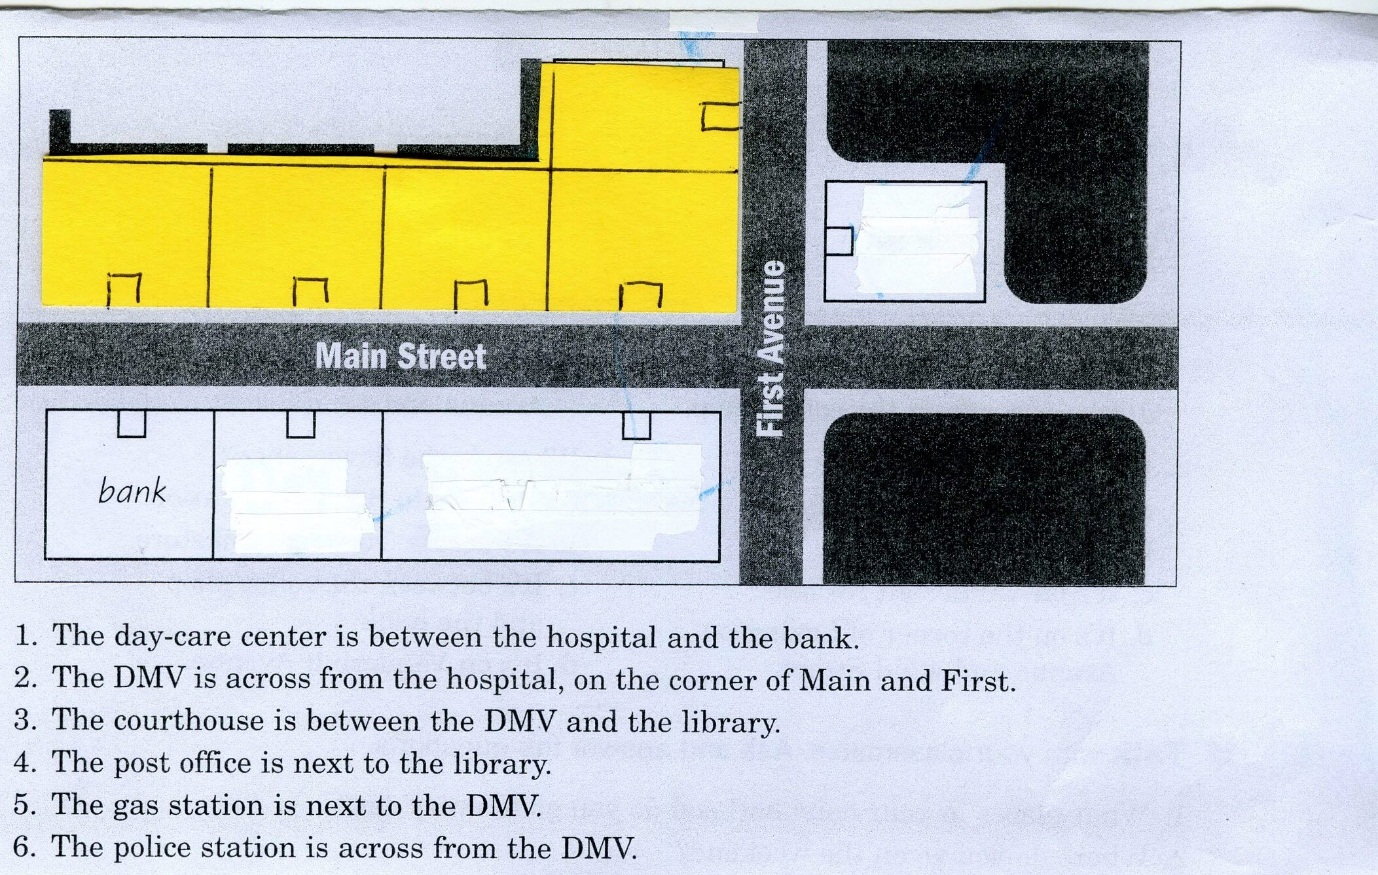 Main Street
First Avenue
bank
1. The day-care center is between the hospital and the bank.
2. The DMV is across from the hospital, on the corner of Main and First.
3. The courthouse is between the DMV and the library.
4. The post office is next to the library.
5. The gas station is next to the DMV.
6. The police station is across from the DMV.